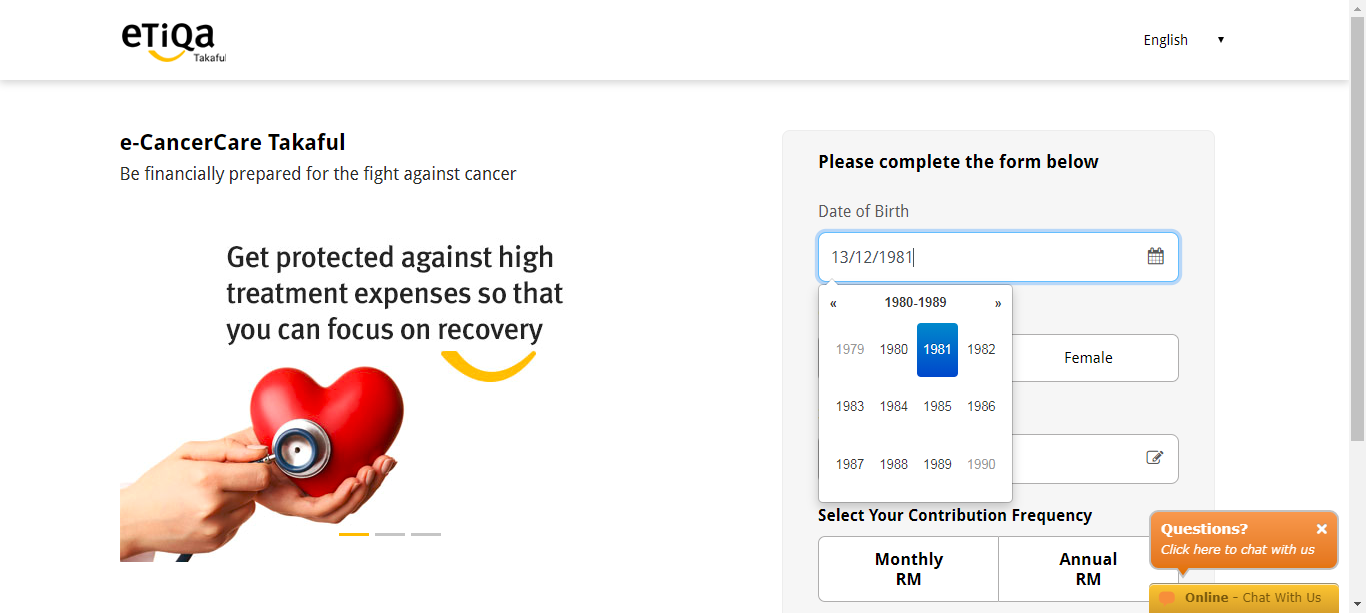 eTiQa
Takaful
English
e-CancerCare Takaful
Be financially prepared for the fight against cancer
Get protected against high
treatment expenses so that
you can focus on recovery
Please complete the form below
Date of Birth
13/12/1981
« 1980-1989 »
1979 1980 1981 1982
1983 1984 1985 1986
1987 1988 1989 1990
Female
Select Your Contribution Frequency
Monthly
RM
Annual
RM
Questions?
Click here to chat with us
Online - Chat With Us